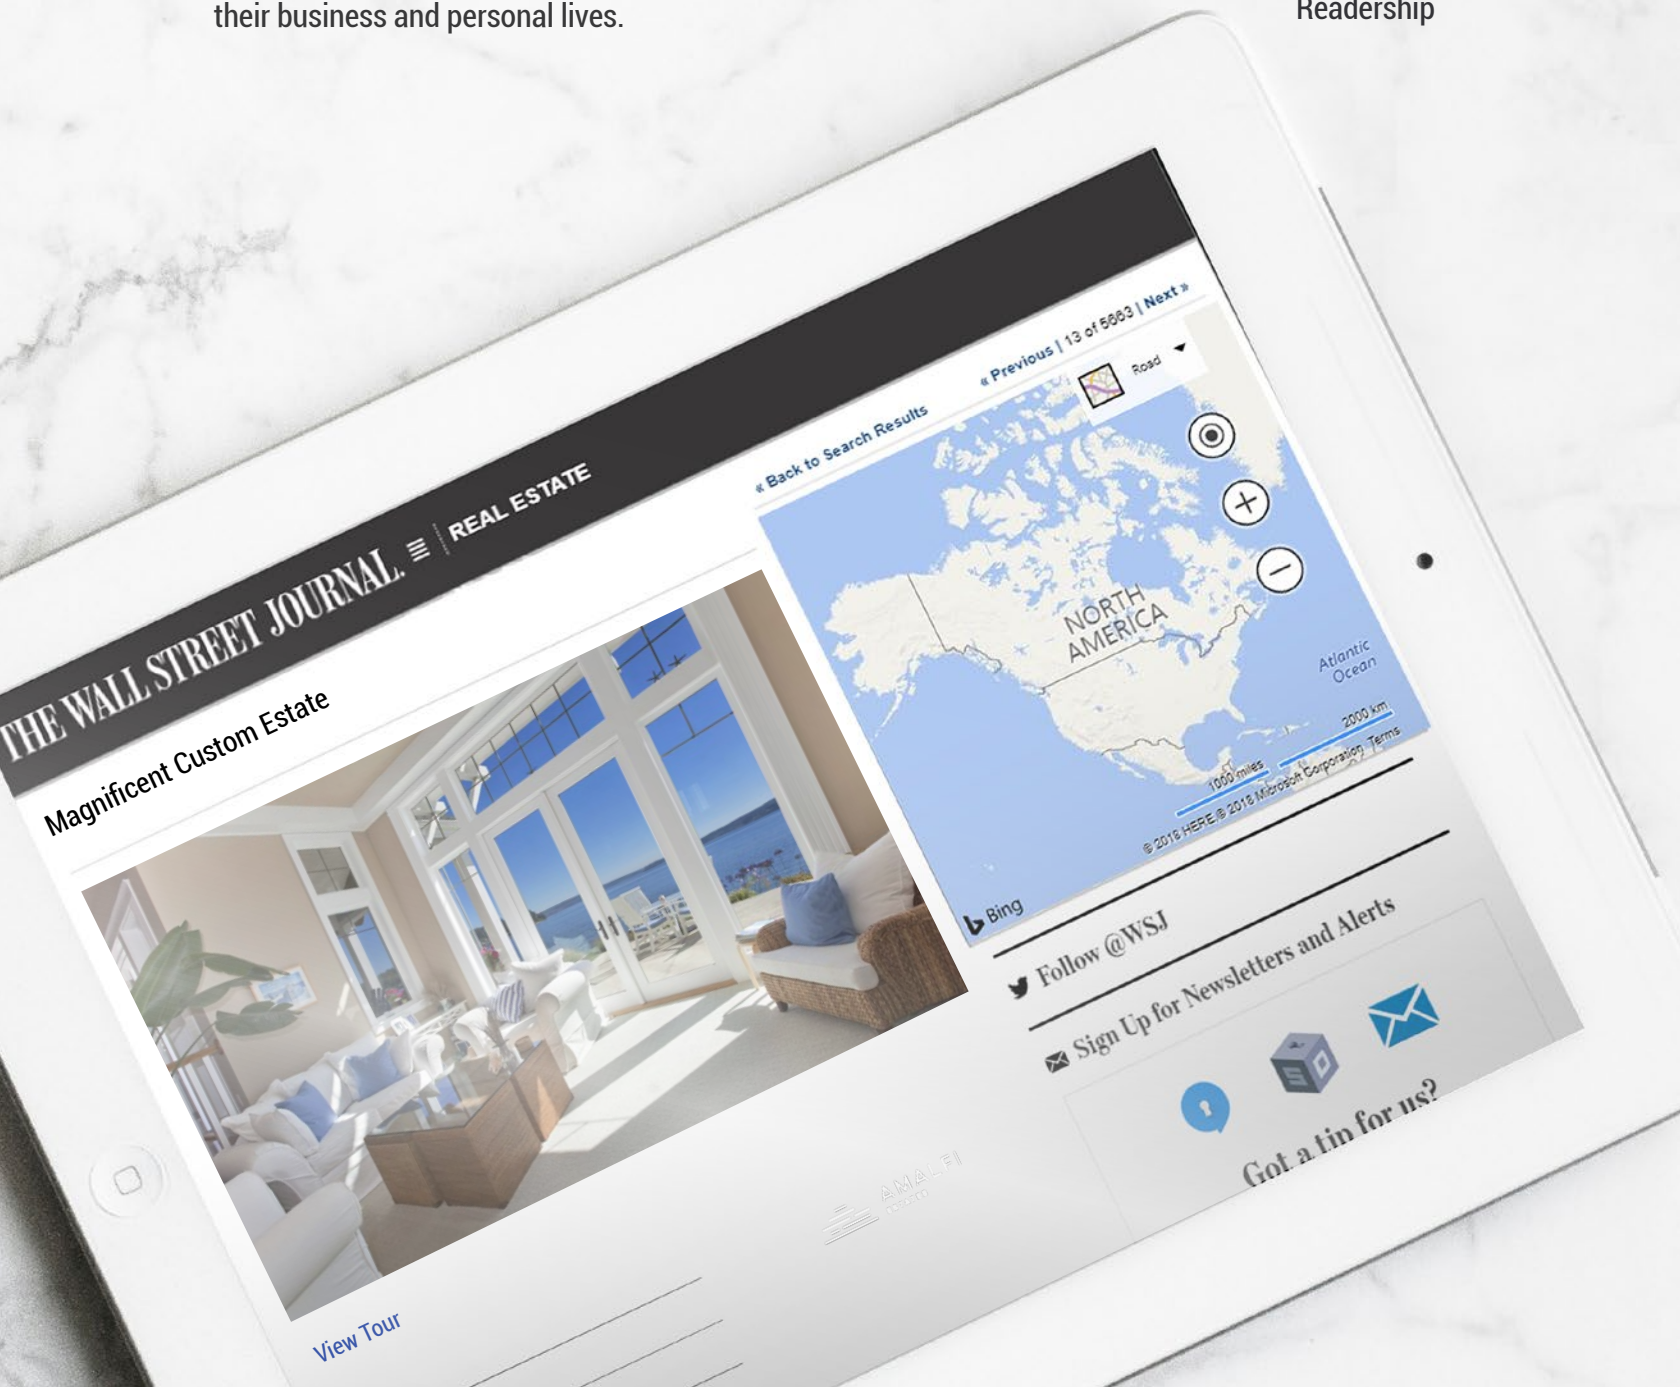 their business and personal lives.
Readership
THE WALL STREET JOURNAL.
REAL ESTATE
« Back to Search Results
« Previous | 13 of 5663 | Next »
Magnificent Custom Estate
Road
NORTH
AMERICA
Atlantic
Ocean
2000 km
1000 miles
© 2018 HERE © 2018 Microsoft Corporation Terms
Bing
Follow @WSJ
Sign Up for Newsletters and Alerts
SD
Got a tip for us?
AMALFI
View Tour